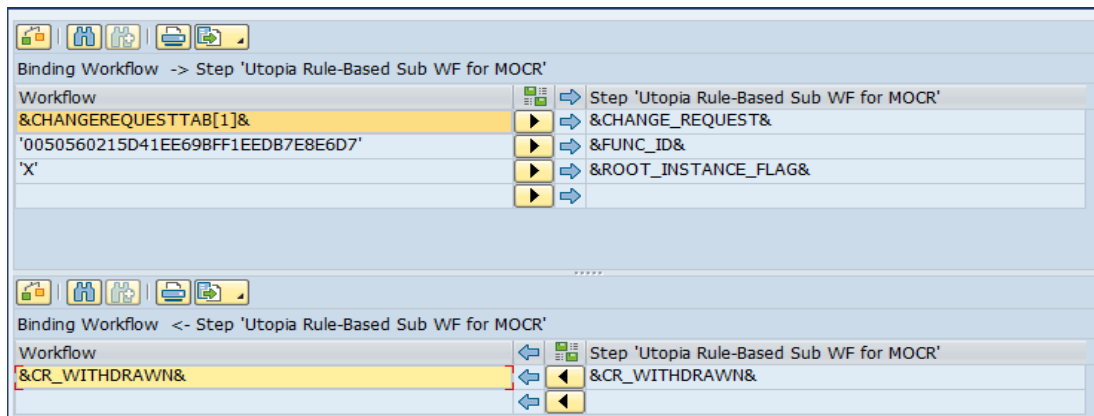 Binding Workflow -> Step 'Utopia Rule-Based Sub WF for MOCR'
Workflow Step 'Utopia Rule-Based Sub WF for MOCR'
&CHANGEREQUESTTAB[1]& &CHANGE_REQUEST&
'0050560215D41EE69BFF1EEDB7E8E6D7' &FUNC_ID&
'X' &ROOT_INSTANCE_FLAG&
Binding Workflow <- Step 'Utopia Rule-Based Sub WF for MOCR'
Workflow Step 'Utopia Rule-Based Sub WF for MOCR'
&CR_WITHDRAWN& &CR_WITHDRAWN&